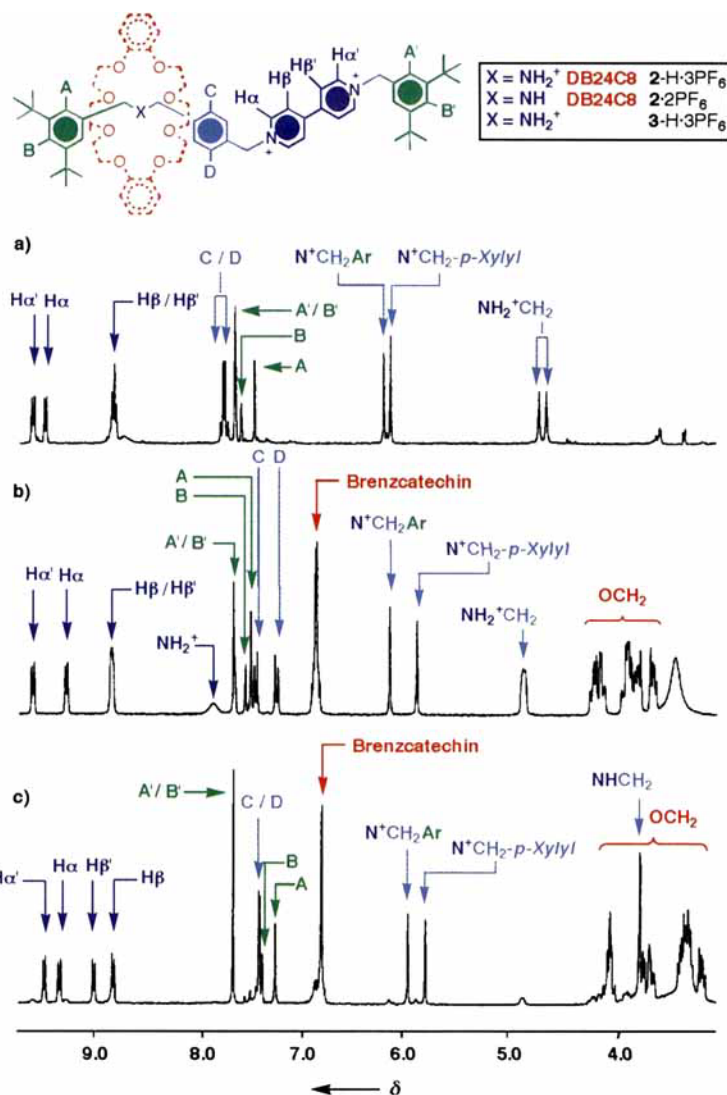 X = NH₂⁺ DB24C8 2-H·3PF₆
X = NH DB24C8 2·2PF₆
X = NH₂⁺ 3-H·3PF₆
A
B
X
O O
O O
O O
O O
C
D
Hα
Hβ
Hβ'
Hα'
N +
N +
A'
B'
a)
Hα' Hα
Hβ / Hβ'
C / D
A' / B'
B
A
N⁺CH₂Ar
N⁺CH₂-p-Xylyl
NH₂⁺CH₂
b)
Hα' Hα
Hβ / Hβ'
NH₂⁺
A' / B'
B
A
C D
Brenzcatechin
N⁺CH₂Ar
N⁺CH₂-p-Xylyl
NH₂⁺CH₂
OCH₂
c)
Hα'
Hα
Hβ'
Hβ
A' / B'
C / D
B
A
Brenzcatechin
N⁺CH₂Ar
N⁺CH₂-p-Xylyl
NHCH₂
OCH₂
9.0 8.0 7.0 6.0 5.0 4.0
δ